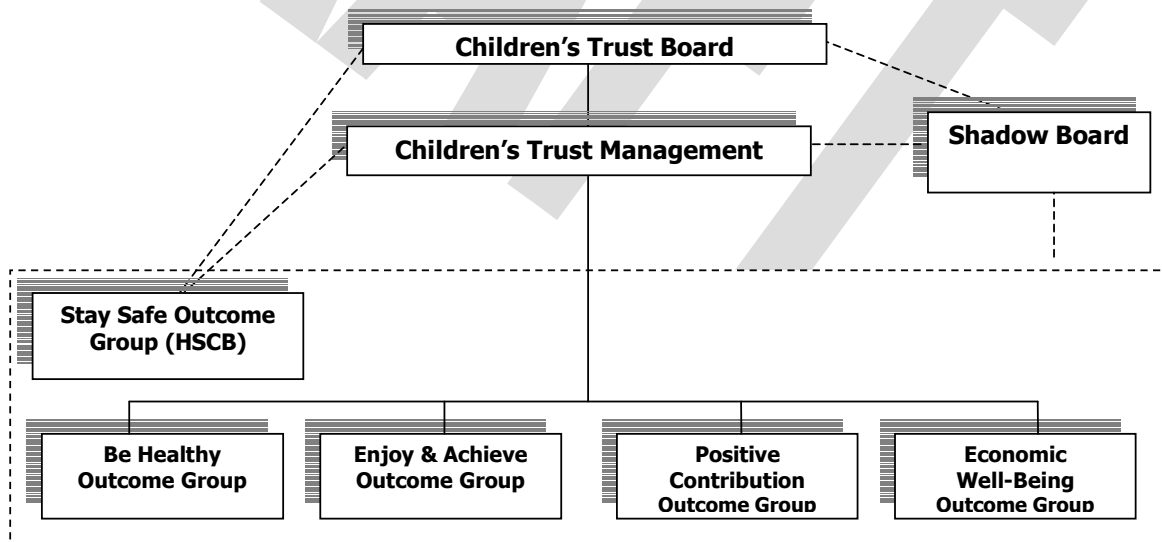 Children's Trust Board
Children's Trust Management
Shadow Board
Stay Safe Outcome
Group (HSCB)
Be Healthy
Outcome Group
Enjoy & Achieve
Outcome Group
Positive
Contribution
Outcome Group
Economic
Well-Being
Outcome Group